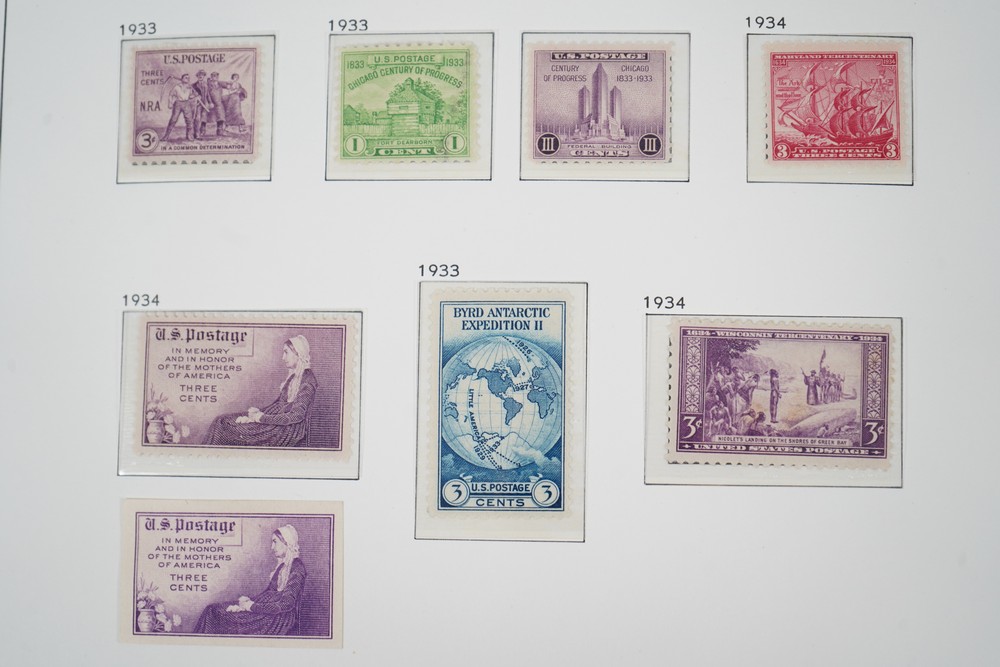 1933
1933
1934
U.S.POSTAGE
THREE
CENTS
N.R.A.
3¢
IN A COMMON DETERMINATION
U.S. POSTAGE
1833 1933
CHICAGO CENTURY OF PROGRESS
FORT DEARBORN
1 CENT 1
U.S. POSTAGE
CENTURY CHICAGO
OF PROGRESS 1833-1933
FEDERAL BUILDING
III CENTS III
MARYLAND TERCENTENARY
1634 1934
The Ark
U.S. POSTAGE
3 THREE CENTS 3
1934
1933
1934
U.S. Postage
IN MEMORY
AND IN HONOR
OF THE MOTHERS
OF AMERICA
THREE
CENTS
BYRD ANTARCTIC
EXPEDITION II
1926
1927
LITTLE AMERICA
1929
U.S. POSTAGE
3 CENTS 3
1634-WISCONSIN TERCENTENARY-1934
3¢ 3¢
NICOLET'S LANDING ON THE SHORES OF GREEN BAY
UNITED STATES POSTAGE
U.S. Postage
IN MEMORY
AND IN HONOR
OF THE MOTHERS
OF AMERICA
THREE
CENTS